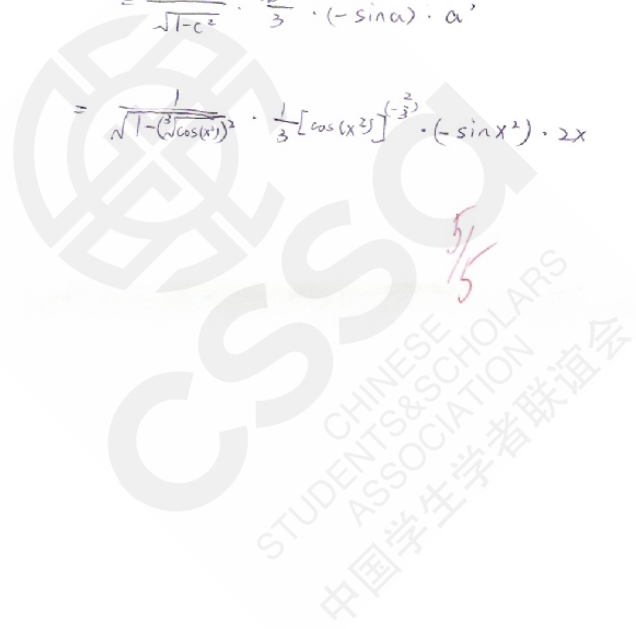 = 1/√(1-c²) · /3 · (-sin a) · a'
= 1/√(1-(∛cos(x²))²) · 1/3 [cos(x²)]^(-2/3) · (-sin x²) · 2x
5/5
cssa
CHINESE
STUDENTS&SCHOLARS
ASSOCIATION
中国学生学者联谊会